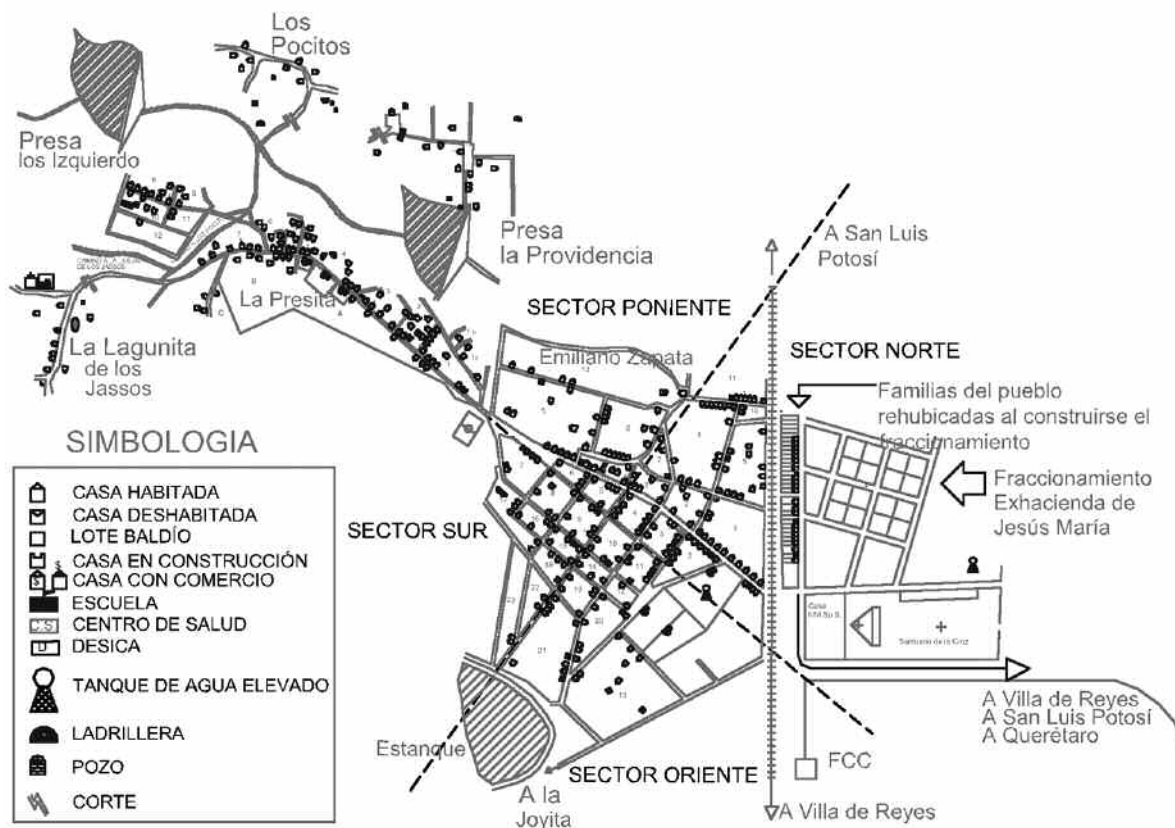 Los
Pocitos
Presa
los Izquierdo
Presa
la Providencia
A San Luis
Potosí
La Presita
SECTOR PONIENTE
Emiliano Zapata
SECTOR NORTE
La Lagunita
de los
Jassos
Familias del pueblo
rehubicadas al construirse el
fraccionamiento
Fraccionamiento
Exhacienda de
Jesús María
SECTOR SUR
SIMBOLOGIA
CASA HABITADA
CASA DESHABITADA
LOTE BALDÍO
CASA EN CONSTRUCCIÓN
CASA CON COMERCIO
ESCUELA
C.S.
CENTRO DE SALUD
DESICA
TANQUE DE AGUA ELEVADO
LADRILLERA
POZO
CORTE
Santuario de la Cruz
Estanque
SECTOR ORIENTE
A la
Joyita
FCC
A Villa de Reyes
A San Luis Potosí
A Querétaro
A Villa de Reyes